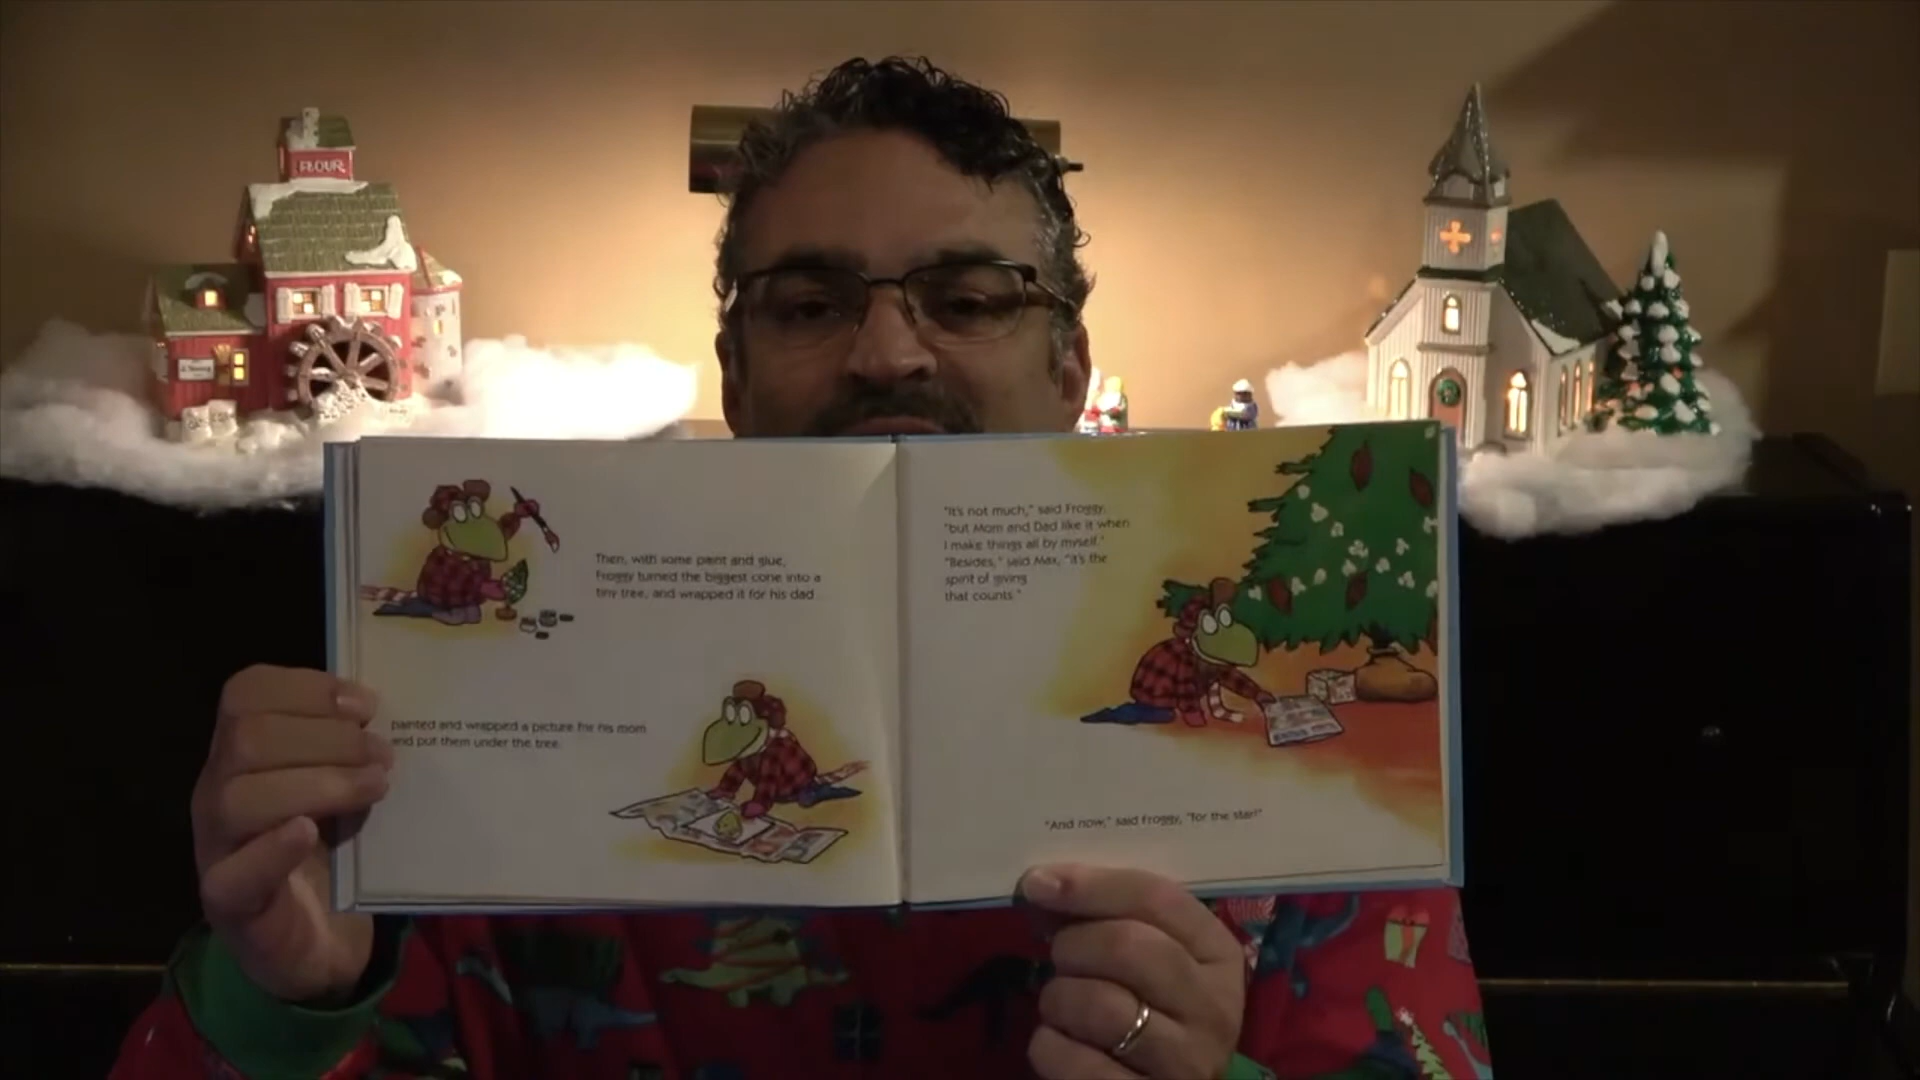 FLOUR
Then, with some paint and glue,
Froggy turned the biggest cone into a
tiny tree, and wrapped it for his dad
painted and wrapped a picture for his mom
and put them under the tree.
"It's not much," said Froggy,
"but Mom and Dad like it when
I make things all by myself."
"Besides," said Max, "it's the
spirit of giving
that counts."
"And now," said Froggy, "for the star!"